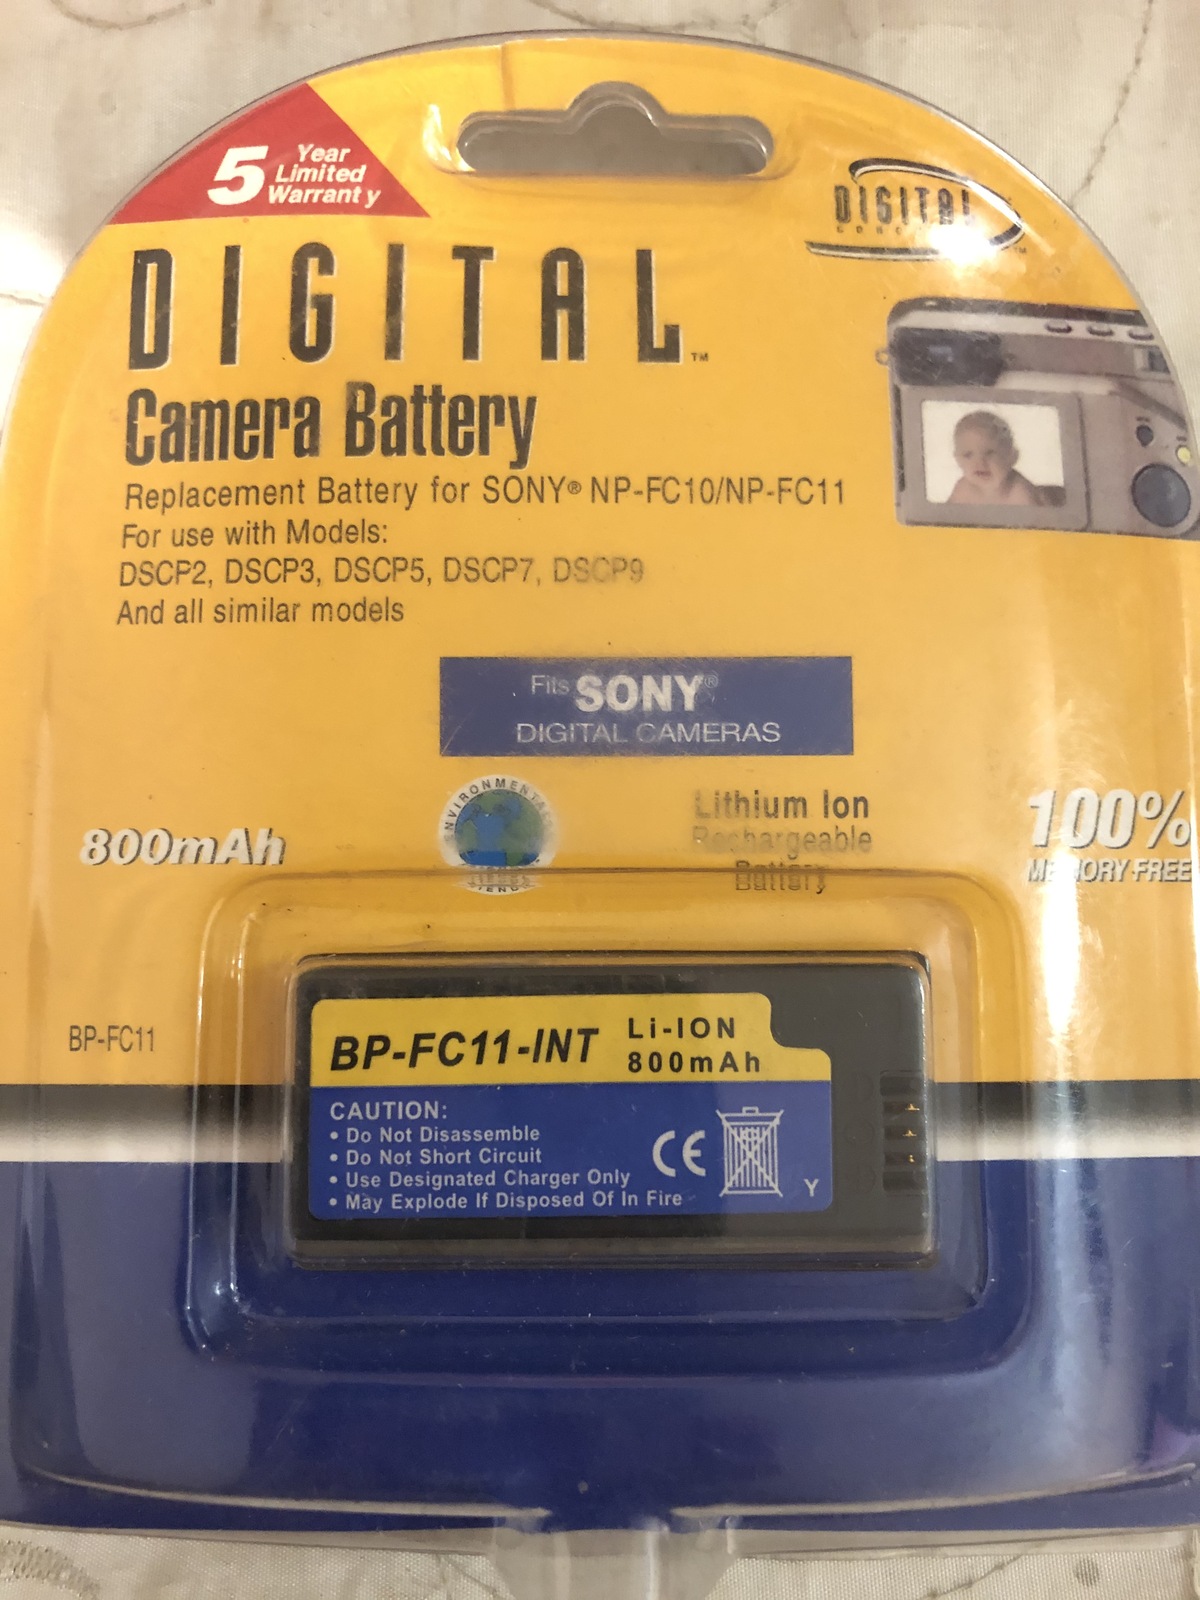 5 Year
Limited
Warranty
DIGITAL
DIGITAL™
Camera Battery
Replacement Battery for SONY® NP-FC10/NP-FC11
For use with Models:
DSCP2, DSCP3, DSCP5, DSCP7, DSCP9
And all similar models
Fits SONY®
DIGITAL CAMERAS
800mAh
Lithium Ion
Rechargeable
Battery
100%
MEMORY FREE
BP-FC11
BP-FC11-INT
Li-ION
800mAh
CAUTION:
• Do Not Disassemble
• Do Not Short Circuit
• Use Designated Charger Only
• May Explode If Disposed Of In Fire
CE
Y